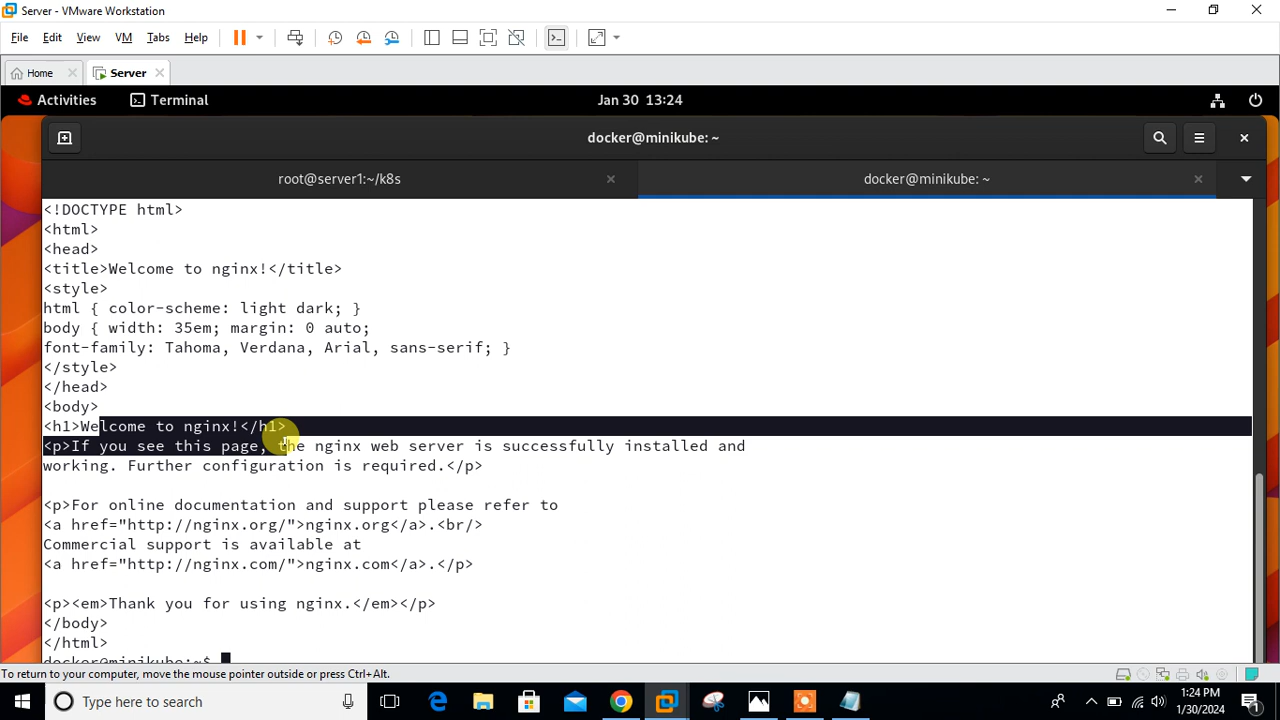 Server - VMware Workstation
File Edit View VM Tabs Help
Home Server
Activities Terminal Jan 30 13:24
docker@minikube: ~
root@server1:~/k8s docker@minikube: ~
<!DOCTYPE html>
<html>
<head>
<title>Welcome to nginx!</title>
<style>
html { color-scheme: light dark; }
body { width: 35em; margin: 0 auto;
font-family: Tahoma, Verdana, Arial, sans-serif; }
</style>
</head>
<body>
<h1>Welcome to nginx!</h1>
<p>If you see this page, the nginx web server is successfully installed and
working. Further configuration is required.</p>
<p>For online documentation and support please refer to
<a href="http://nginx.org/">nginx.org</a>.<br/>
Commercial support is available at
<a href="http://nginx.com/">nginx.com</a>.</p>
<p><em>Thank you for using nginx.</em></p>
</body>
</html>
docker@minikube:~$
To return to your computer, move the mouse pointer outside or press Ctrl+Alt.
Type here to search
1:24 PM
1/30/2024
1